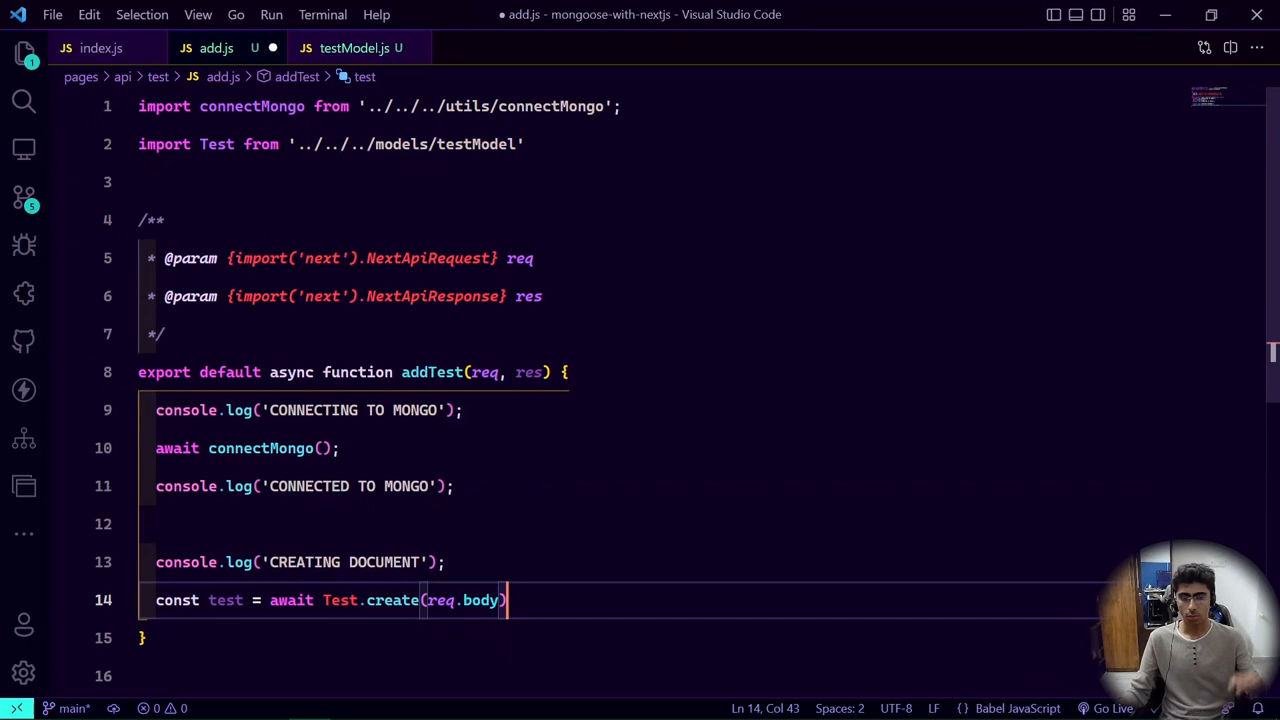 File Edit Selection View Go Run Terminal Help ● add.js - mongoose-with-nextjs - Visual Studio Code
JS index.js JS add.js U ● JS testModel.js U
pages > api > test > JS add.js > addTest > test
1 import connectMongo from '../../../utils/connectMongo';
2 import Test from '../../../models/testModel'
3
4 /**
5 * @param {import('next').NextApiRequest} req
6 * @param {import('next').NextApiResponse} res
7 */
8 export default async function addTest(req, res) {
9 console.log('CONNECTING TO MONGO');
10 await connectMongo();
11 console.log('CONNECTED TO MONGO');
12
13 console.log('CREATING DOCUMENT');
14 const test = await Test.create(req.body)
15 }
16
1
5
main* 0 0 Ln 14, Col 43 Spaces: 2 UTF-8 LF {} Babel JavaScript Go Live